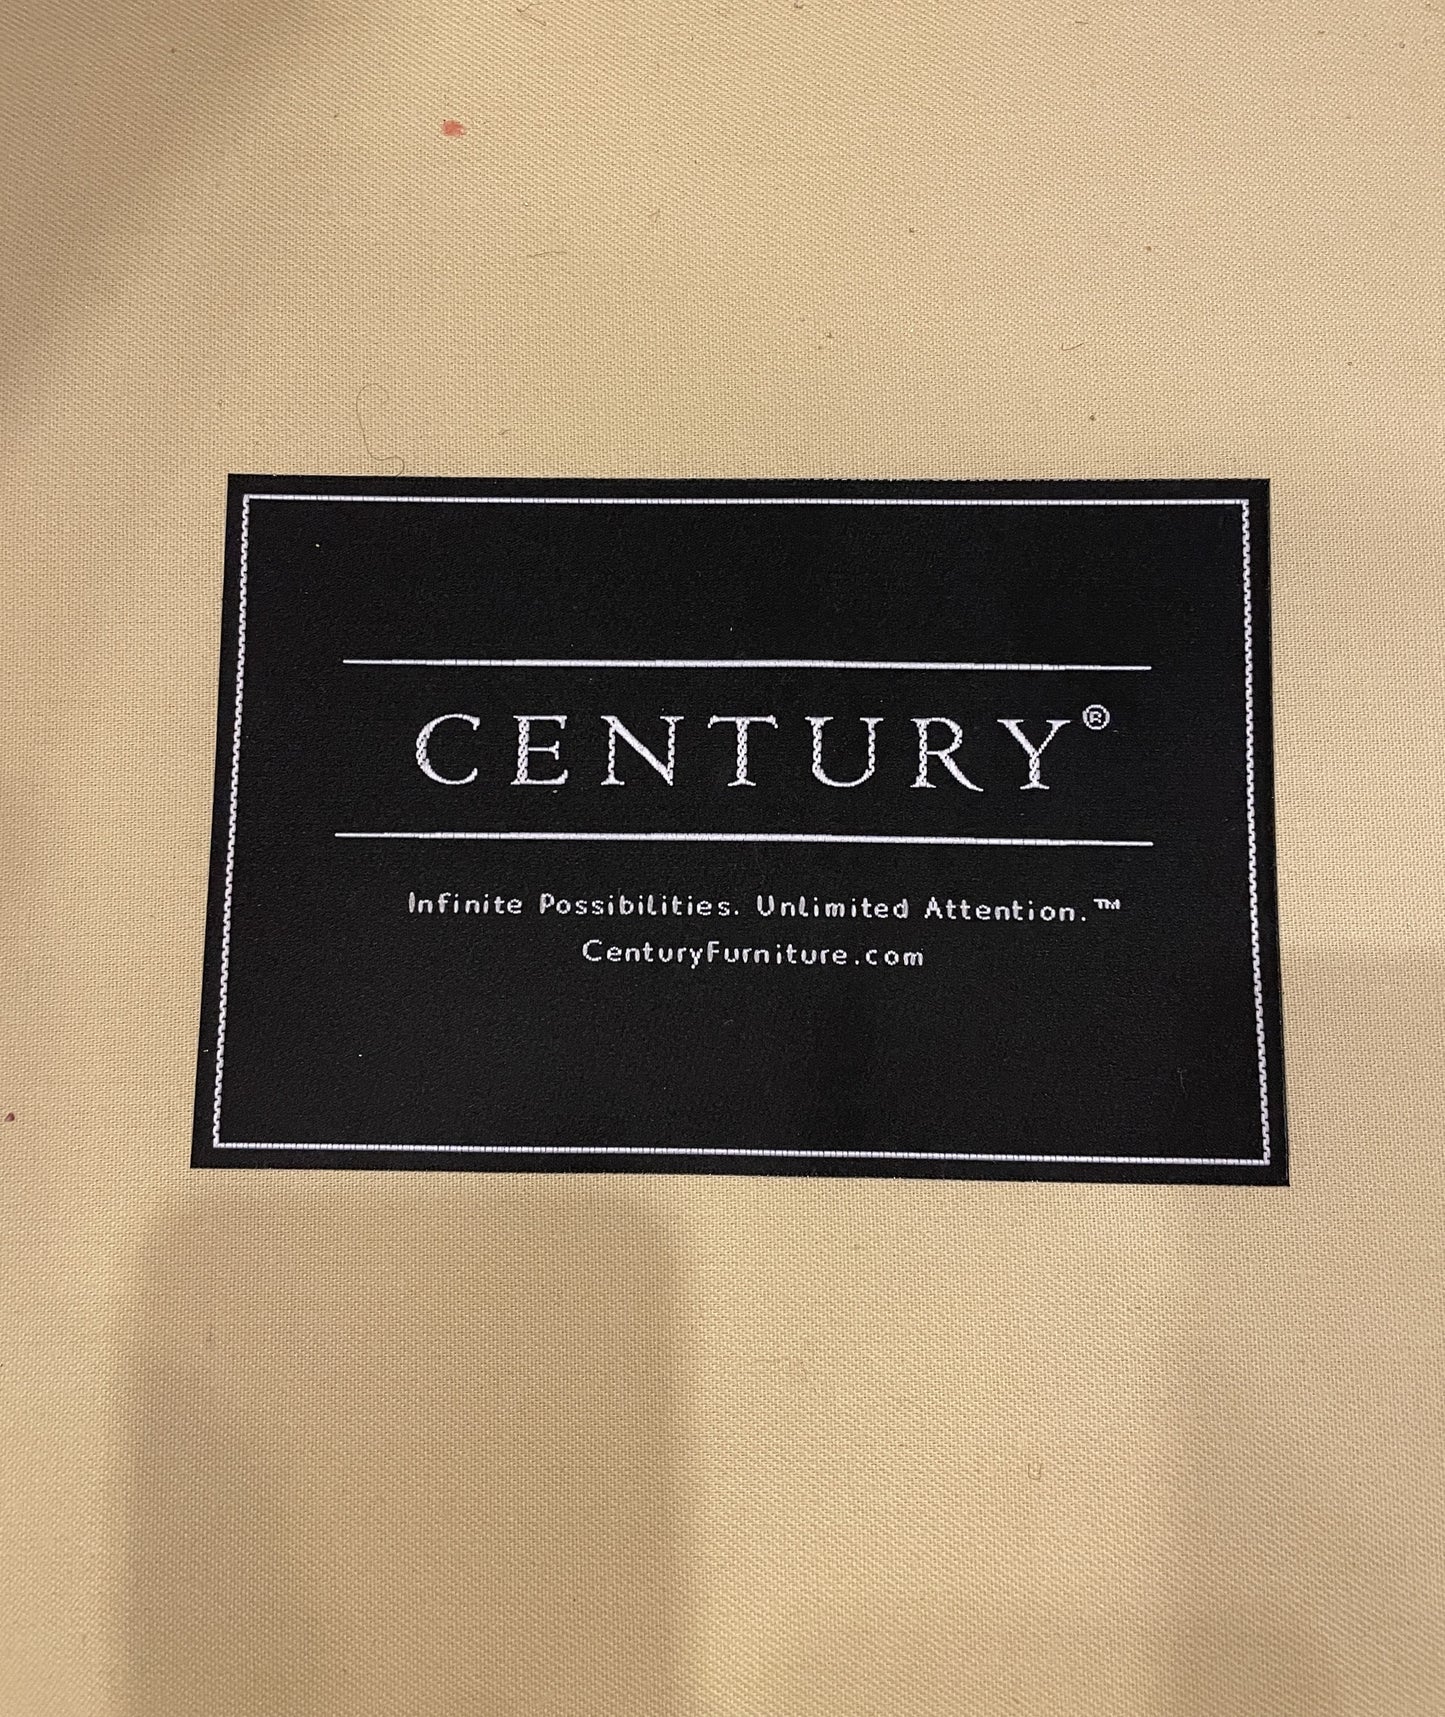 CENTURY®
Infinite Possibilities. Unlimited Attention.™
CenturyFurniture.com